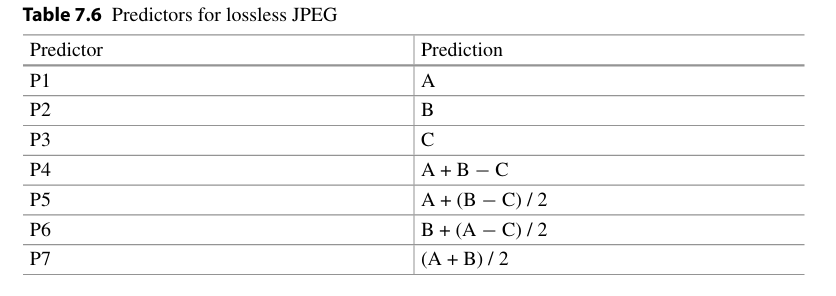 Table 7.6 Predictors for lossless JPEG
Predictor Prediction
P1 A
P2 B
P3 C
P4 A + B − C
P5 A + (B − C) / 2
P6 B + (A − C) / 2
P7 (A + B) / 2